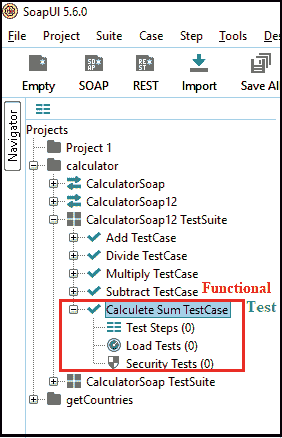 SoapUI 5.6.0
File Project Suite Case Step Tools Des
Empty SOAP REST Import Save Al
Navigator
Projects
Project 1
calculator
CalculatorSoap
CalculatorSoap12
CalculatorSoap12 TestSuite
Add TestCase
Divide TestCase
Multiply TestCase
Subtract TestCase
Functional
Calculete Sum TestCase
Test
Test Steps (0)
Load Tests (0)
Security Tests (0)
CalculatorSoap TestSuite
getCountries